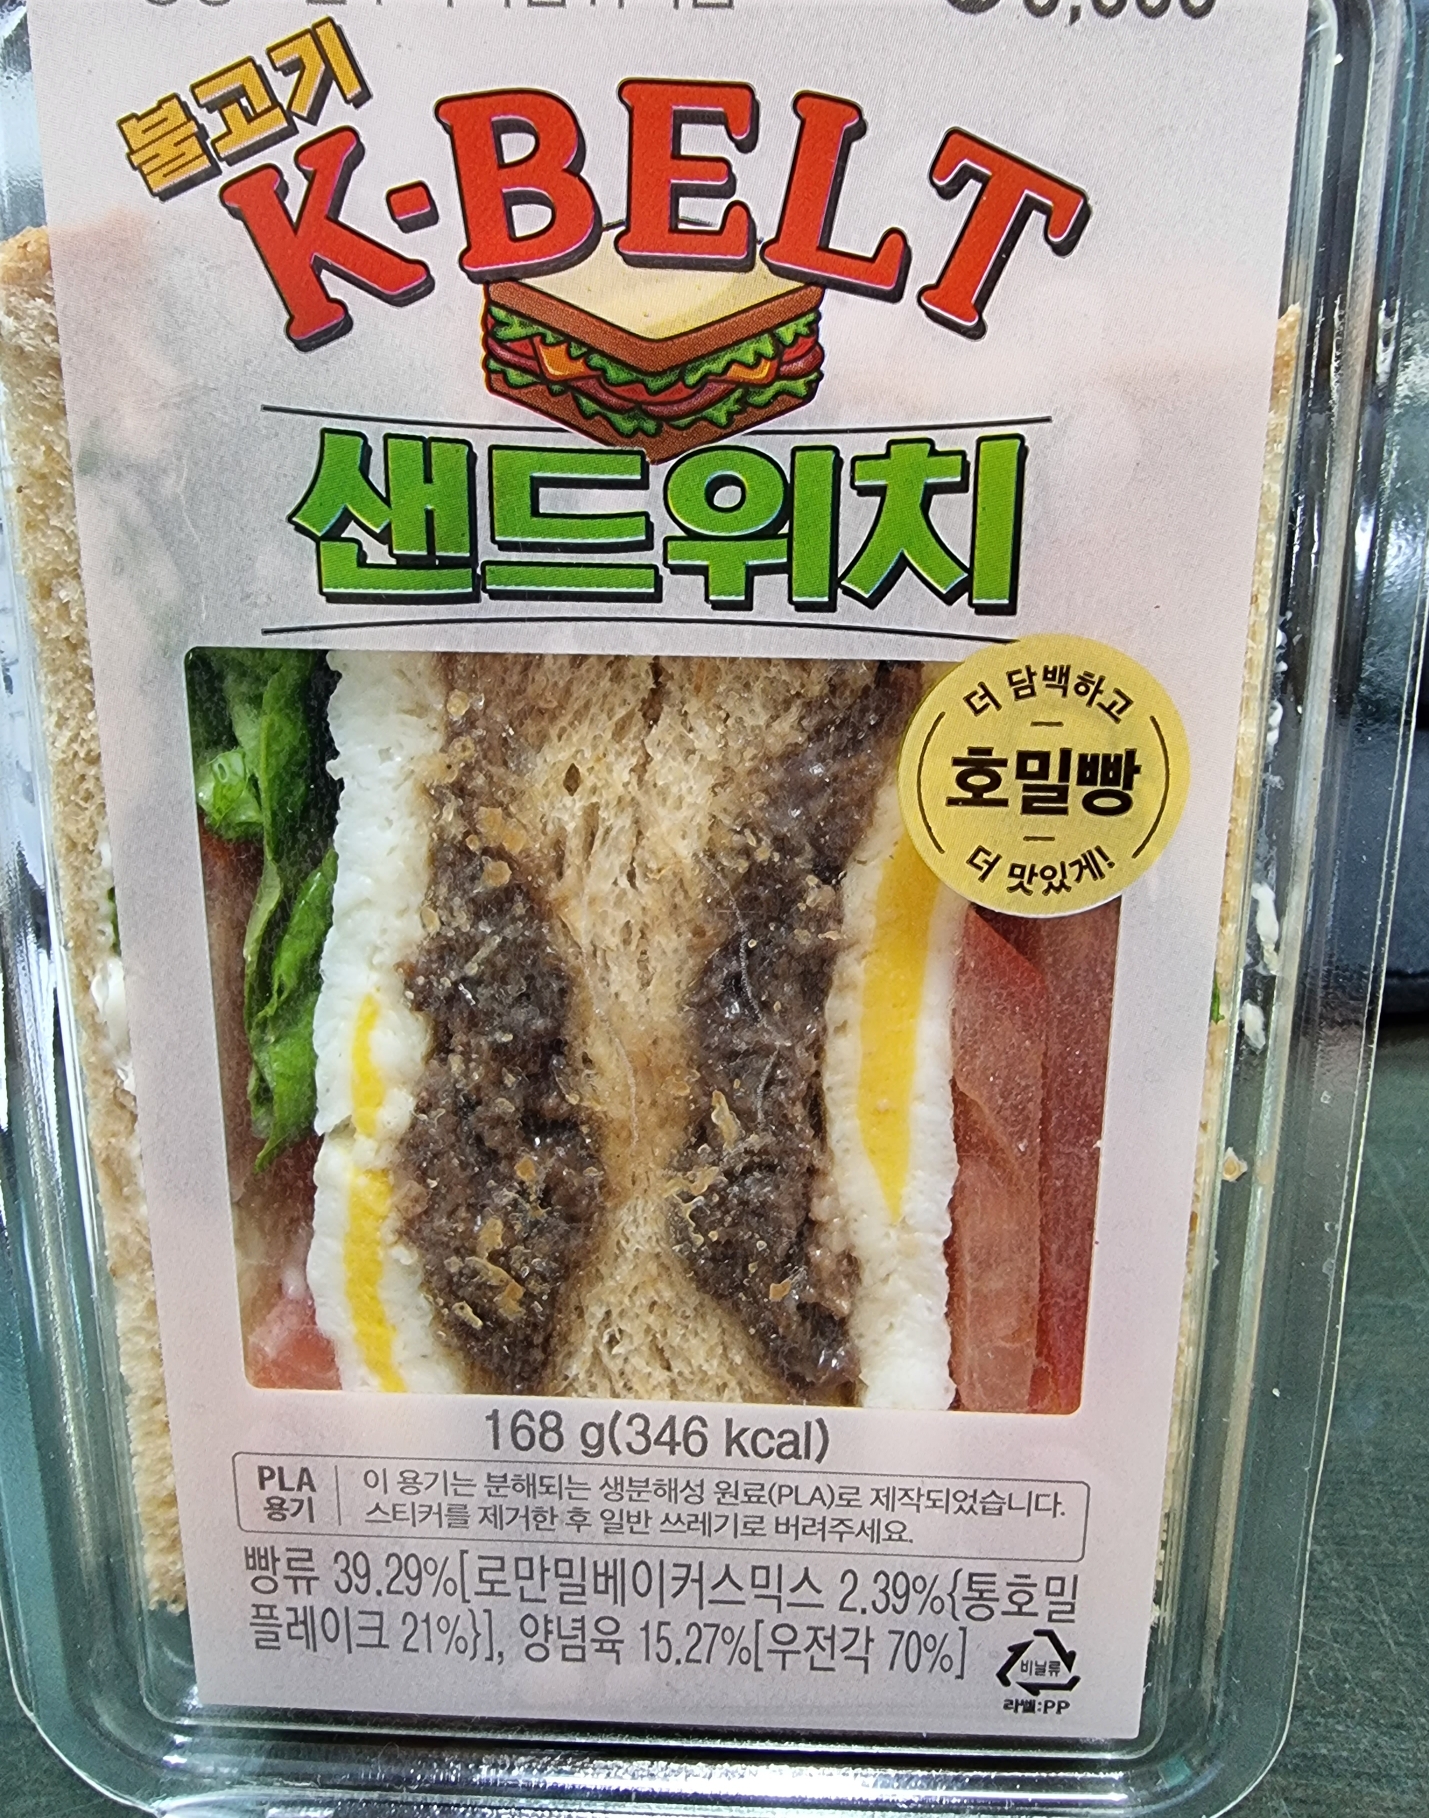 불고기
K·BELT
샌드위치
더 담백하고
호밀빵
더 맛있게!
168 g(346 kcal)
PLA
용기
이 용기는 분해되는 생분해성 원료(PLA)로 제작되었습니다.
스티커를 제거한 후 일반 쓰레기로 버려주세요.
빵류 39.29%[로만밀베이커스믹스 2.39%{통호밀
플레이크 21%}], 양념육 15.27%[우전각 70%]
비닐류
라벨:PP